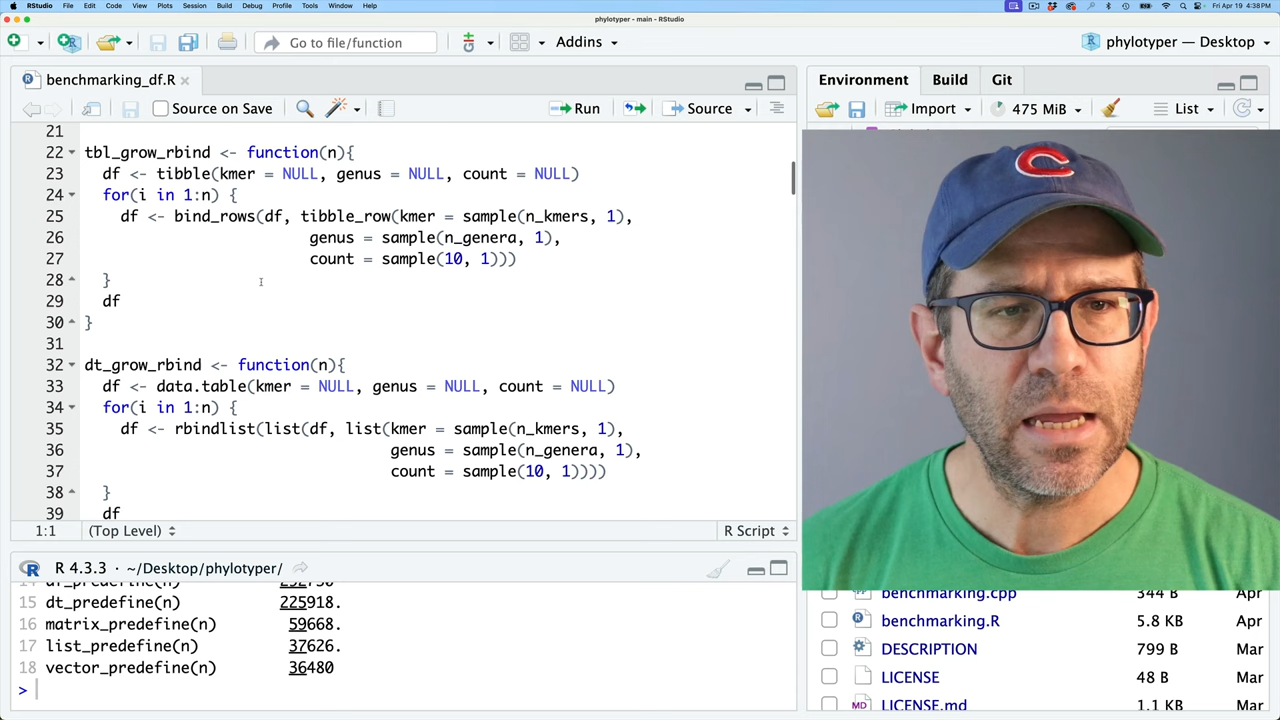 RStudio File Edit Code View Plots Session Build Debug Profile Tools Window Help
Fri Apr 19 4:38PM
phylotyper - main - RStudio
Go to file/function
Addins
phylotyper — Desktop
benchmarking_df.R
Environment Build Git
Source on Save
Run
Source
Import
475 MiB
List
21
22 tbl_grow_rbind <- function(n){
23 df <- tibble(kmer = NULL, genus = NULL, count = NULL)
24 for(i in 1:n) {
25 df <- bind_rows(df, tibble_row(kmer = sample(n_kmers, 1),
26 genus = sample(n_genera, 1),
27 count = sample(10, 1)))
28 }
29 df
30 }
31
32 dt_grow_rbind <- function(n){
33 df <- data.table(kmer = NULL, genus = NULL, count = NULL)
34 for(i in 1:n) {
35 df <- rbindlist(list(df, list(kmer = sample(n_kmers, 1),
36 genus = sample(n_genera, 1),
37 count = sample(10, 1))))
38 }
39 df
1:1 (Top Level) R Script
R 4.3.3 · ~/Desktop/phylotyper/
15 dt_predefine(n) 225918.
16 matrix_predefine(n) 59668.
17 list_predefine(n) 37626.
18 vector_predefine(n) 36480
>
benchmarking.cpp 344 B Apr
benchmarking.R 5.8 KB Apr
DESCRIPTION 799 B Mar
LICENSE 48 B Mar
LICENSE.md 1.1 KB Mar
C